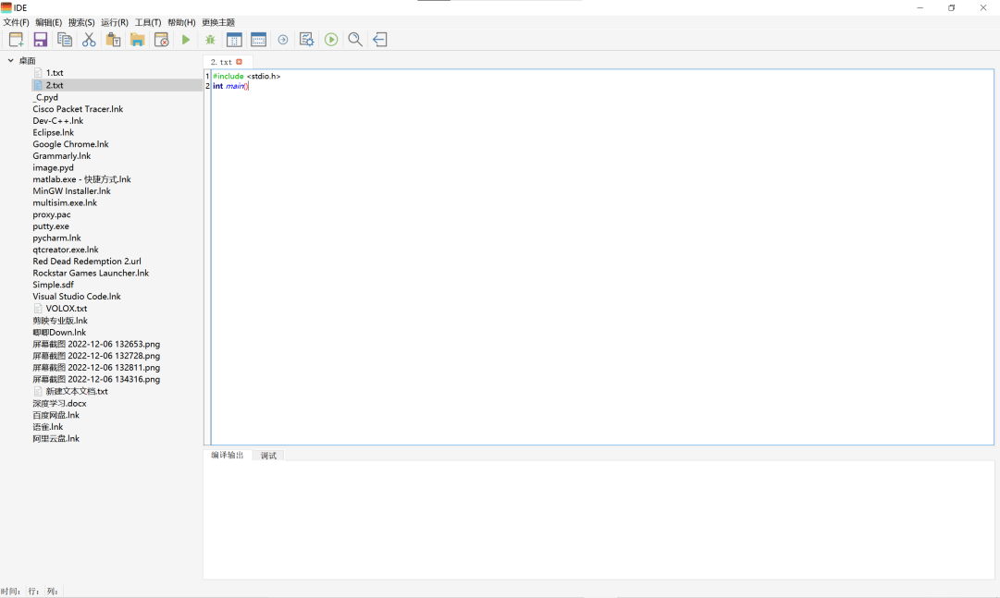 IDE
文件(F) 编辑(E) 搜索(S) 运行(R) 工具(T) 帮助(H) 更换主题
桌面
1.txt
2.txt
_C.pyd
Cisco Packet Tracer.lnk
Dev-C++.lnk
Eclipse.lnk
Google Chrome.lnk
Grammarly.lnk
image.pyd
matlab.exe - 快捷方式.lnk
MinGW Installer.lnk
multisim.exe.lnk
proxy.pac
putty.exe
pycharm.lnk
qtcreator.exe.lnk
Red Dead Redemption 2.url
Rockstar Games Launcher.lnk
Simple.sdf
Visual Studio Code.lnk
VOLOX.txt
剪映专业版.lnk
唧唧Down.lnk
屏幕截图 2022-12-06 132653.png
屏幕截图 2022-12-06 132728.png
屏幕截图 2022-12-06 132811.png
屏幕截图 2022-12-06 134316.png
新建文本文档.txt
深度学习.docx
百度网盘.lnk
语雀.lnk
阿里云盘.lnk
2. txt
1 #include <stdio.h>
2 int main()
编译输出 调试
时间: 行: 列: